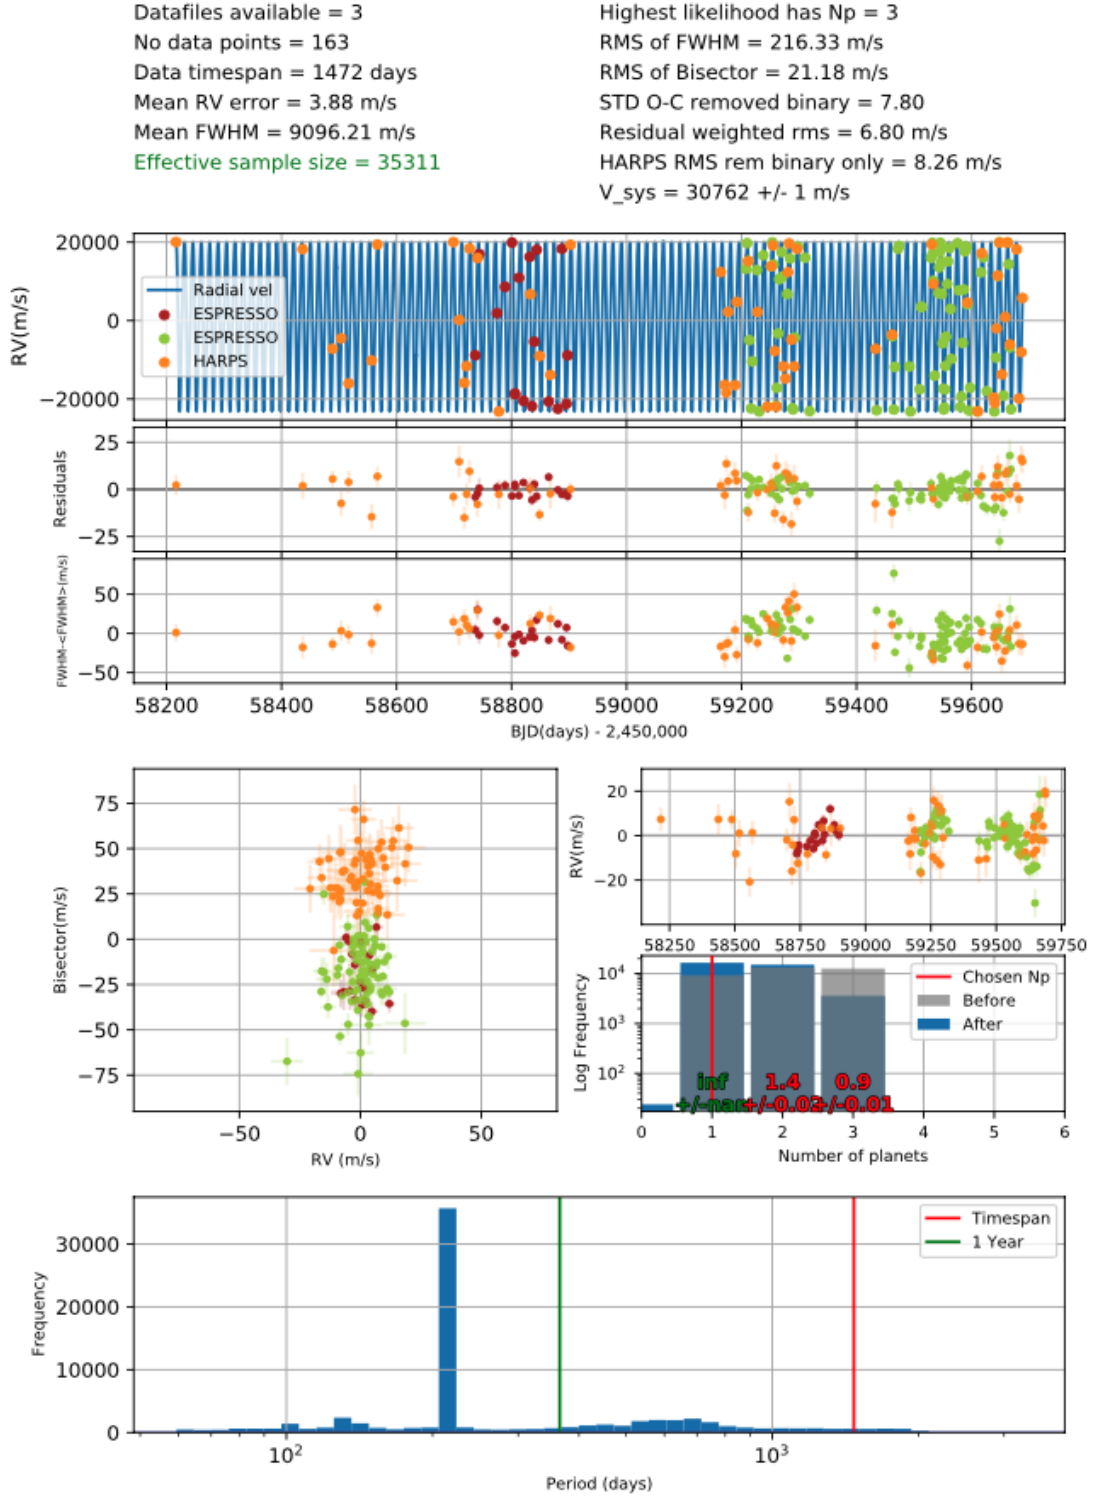 Datafiles available = 3
No data points = 163
Data timespan = 1472 days
Mean RV error = 3.88 m/s
Mean FWHM = 9096.21 m/s
Effective sample size = 35311
Highest likelihood has Np = 3
RMS of FWHM = 216.33 m/s
RMS of Bisector = 21.18 m/s
STD O-C removed binary = 7.80
Residual weighted rms = 6.80 m/s
HARPS RMS rem binary only = 8.26 m/s
V_sys = 30762 +/- 1 m/s
RV(m/s)
20000
0
−20000
Radial vel
ESPRESSO
ESPRESSO
HARPS
Residuals
25
0
−25
FWHM-<FWHM>(m/s)
50
0
−50
58200 58400 58600 58800 59000 59200 59400 59600
BJD(days) - 2,450,000
Bisector(m/s)
75
50
25
0
−25
−50
−75
−50 0 50
RV (m/s)
RV(m/s)
20
0
−20
58250 58500 58750 59000 59250 59500 59750
Log Frequency
10⁴
10³
10²
Chosen Np
Before
After
inf 1.4 0.9
+/-nan +/-0.02 +/-0.01
0 1 2 3 4 5 6
Number of planets
Frequency
30000
20000
10000
0
Timespan
1 Year
10² 10³
Period (days)